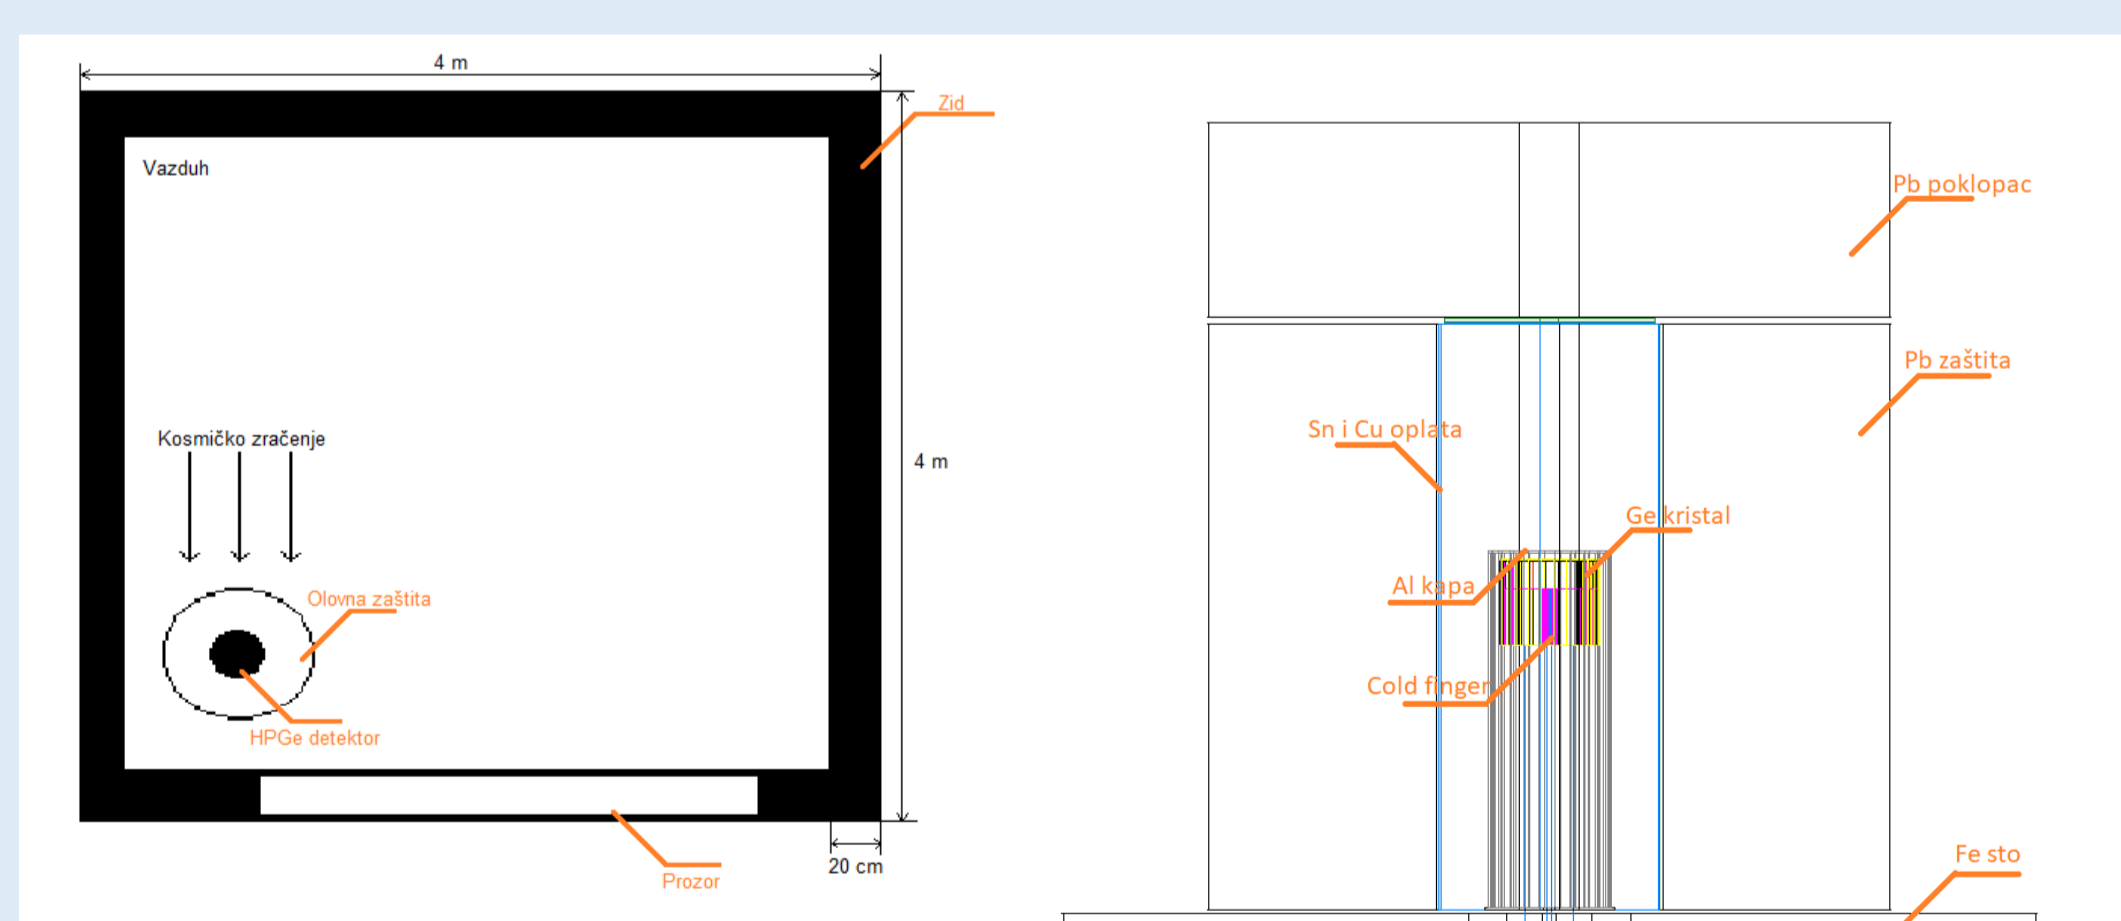 4 m
Zid
Vazduh
Kosmičko zračenje
4 m
Olovna zaštita
HPGe detektor
20 cm
Prozor
Pb poklopac
Pb zaštita
Sn i Cu oplata
Ge kristal
Al kapa
Cold finger
Fe sto